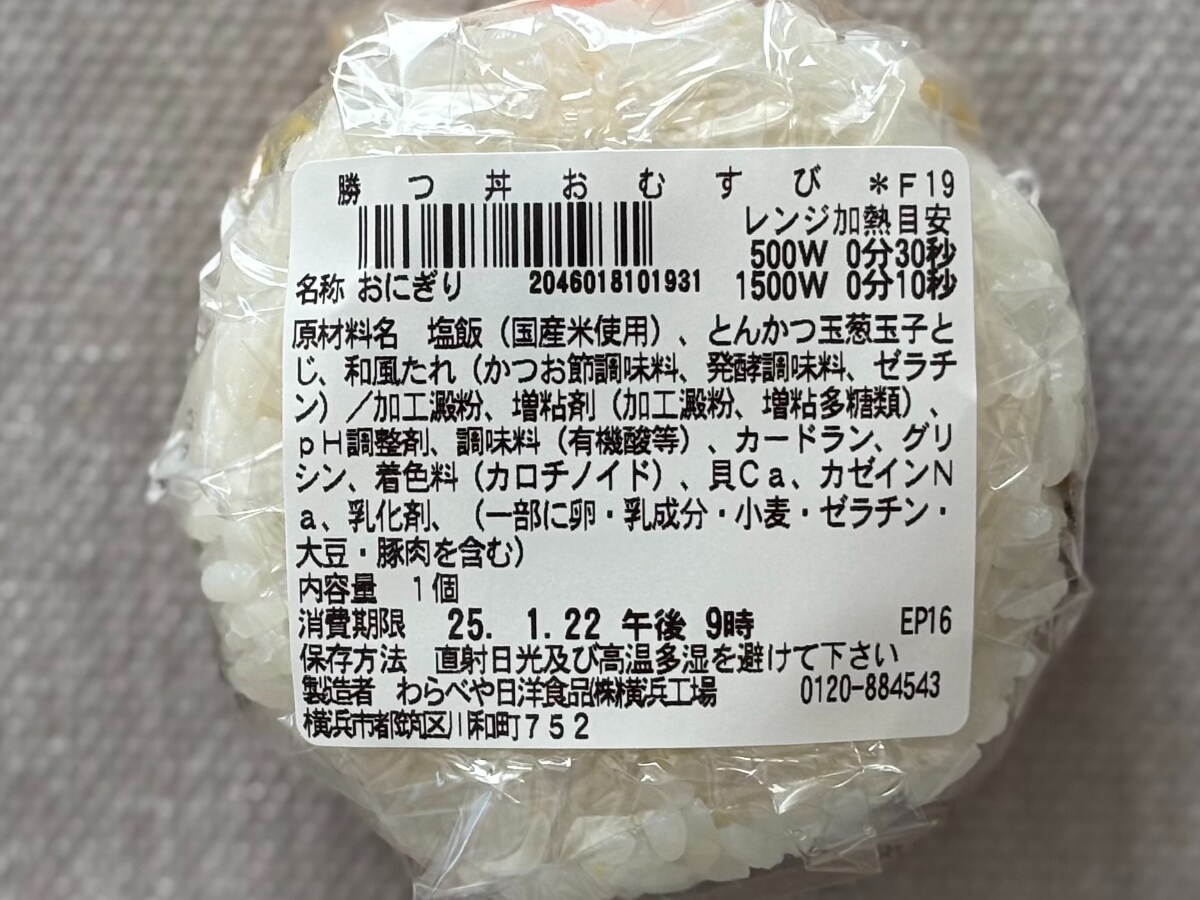 勝つ丼おむすび ＊F19
レンジ加熱目安
500W 0分30秒
名称 おにぎり 2046018101931 1500W 0分10秒
原材料名 塩飯（国産米使用）、とんかつ玉葱玉子と
じ、和風たれ（かつお節調味料、発酵調味料、ゼラチ
ン）／加工澱粉、増粘剤（加工澱粉、増粘多糖類）、
ｐＨ調整剤、調味料（有機酸等）、カードラン、グリ
シン、着色料（カロチノイド）、貝Ｃａ、カゼインＮ
ａ、乳化剤、（一部に卵・乳成分・小麦・ゼラチン・
大豆・豚肉を含む）
内容量 １個
消費期限 25. 1.22 午後 9時 EP16
保存方法 直射日光及び高温多湿を避けて下さい
製造者 わらべや日洋食品㈱横浜工場 0120-884543
横浜市都筑区川和町７５２